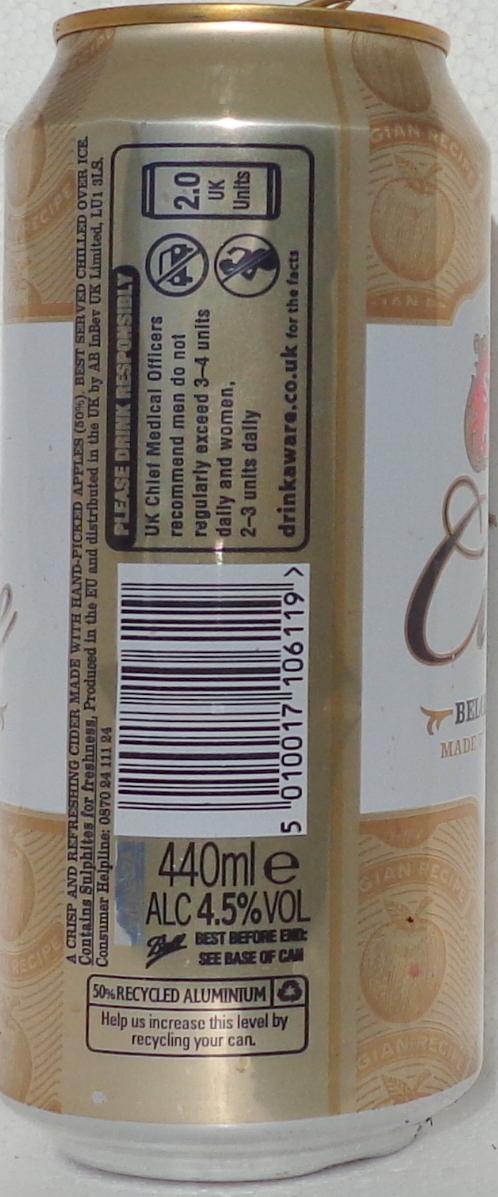 A CRISP AND REFRESHING CIDER MADE WITH HAND-PICKED APPLES (50%). BEST SERVED CHILLED OVER ICE.
Contains Sulphites for freshness. Produced in the EU and distributed in the UK by AB InBev UK Limited, LU1 3LS.
Consumer Helpline: 0870 24 111 24
PLEASE DRINK RESPONSIBLY
UK Chief Medical Officers
recommend men do not
regularly exceed 3-4 units
daily and women,
2-3 units daily
drinkaware.co.uk for the facts
2.0
UK
Units
5 010017 106119 >
440ml e
ALC 4.5% VOL
Ball
BEST BEFORE END:
SEE BASE OF CAN
50% RECYCLED ALUMINIUM
Help us increase this level by
recycling your can.
GIAN RECIPE
MADE
GIAN RECIPE
GIAN RECIPE